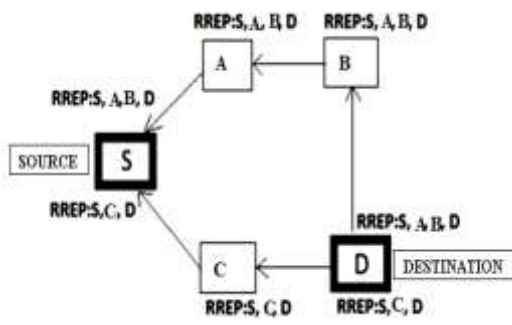 RREP:S, A, B, D
RREP:S, A, B, D
A
B
RREP:S, A,B, D
SOURCE
S
RREP:S,C, D
RREP:S, A,B, D
C
D
DESTINATION
RREP:S, C, D
RREP:S,C, D